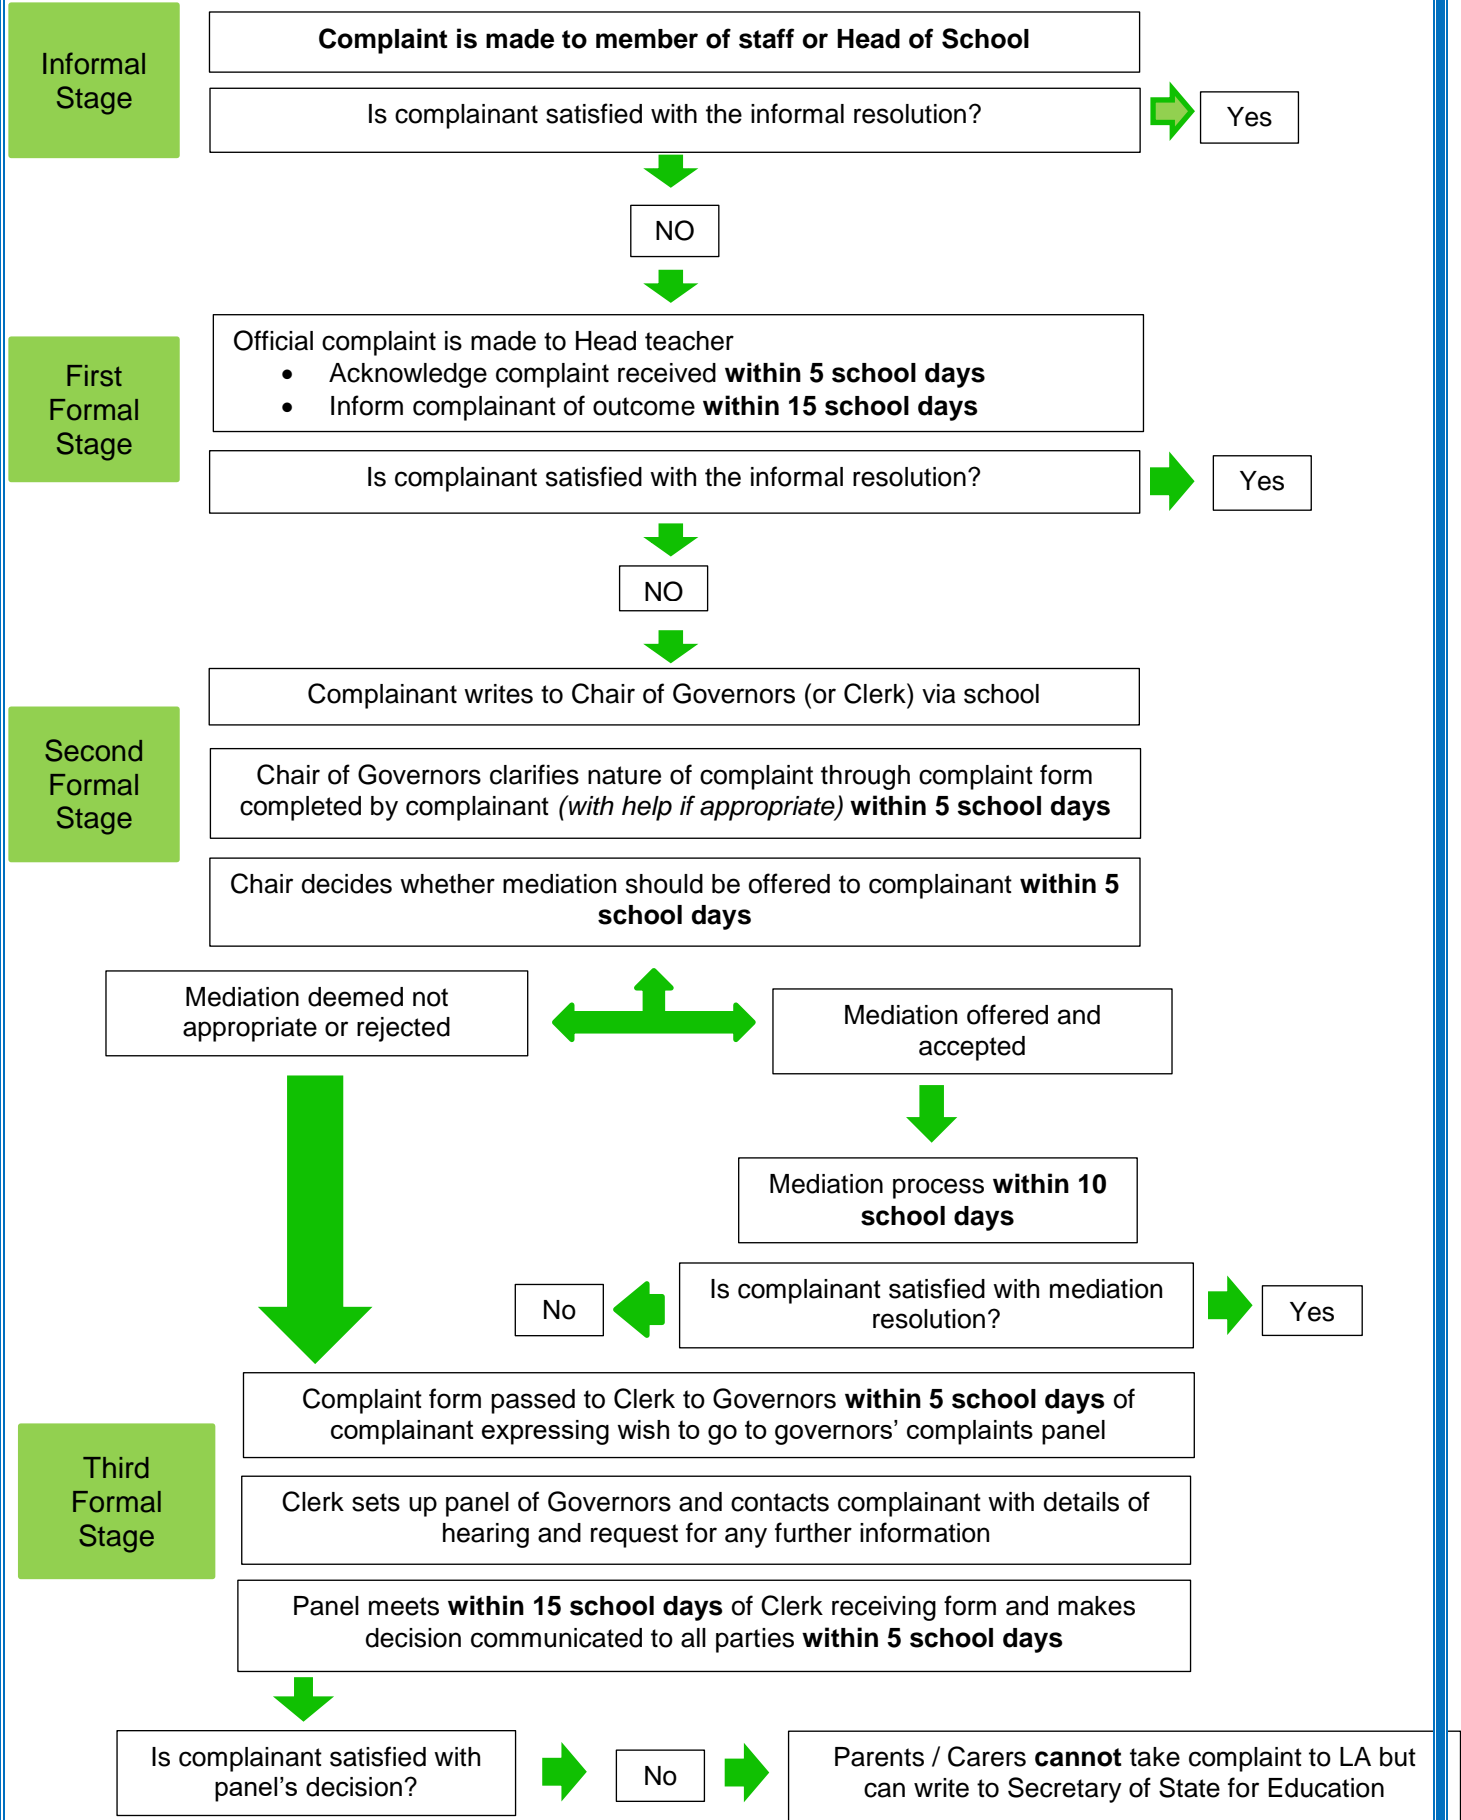 Informal
Stage
Complaint is made to member of staff or Head of School
Is complainant satisfied with the informal resolution?
Yes
NO
First
Formal
Stage
Official complaint is made to Head teacher
• Acknowledge complaint received within 5 school days
• Inform complainant of outcome within 15 school days
Is complainant satisfied with the informal resolution?
Yes
NO
Second
Formal
Stage
Complainant writes to Chair of Governors (or Clerk) via school
Chair of Governors clarifies nature of complaint through complaint form
completed by complainant (with help if appropriate) within 5 school days
Chair decides whether mediation should be offered to complainant within 5
school days
Mediation deemed not
appropriate or rejected
Mediation offered and
accepted
Mediation process within 10
school days
Is complainant satisfied with mediation
resolution?
No
Yes
Third
Formal
Stage
Complaint form passed to Clerk to Governors within 5 school days of
complainant expressing wish to go to governors’ complaints panel
Clerk sets up panel of Governors and contacts complainant with details of
hearing and request for any further information
Panel meets within 15 school days of Clerk receiving form and makes
decision communicated to all parties within 5 school days
Is complainant satisfied with
panel’s decision?
No
Parents / Carers cannot take complaint to LA but
can write to Secretary of State for Education